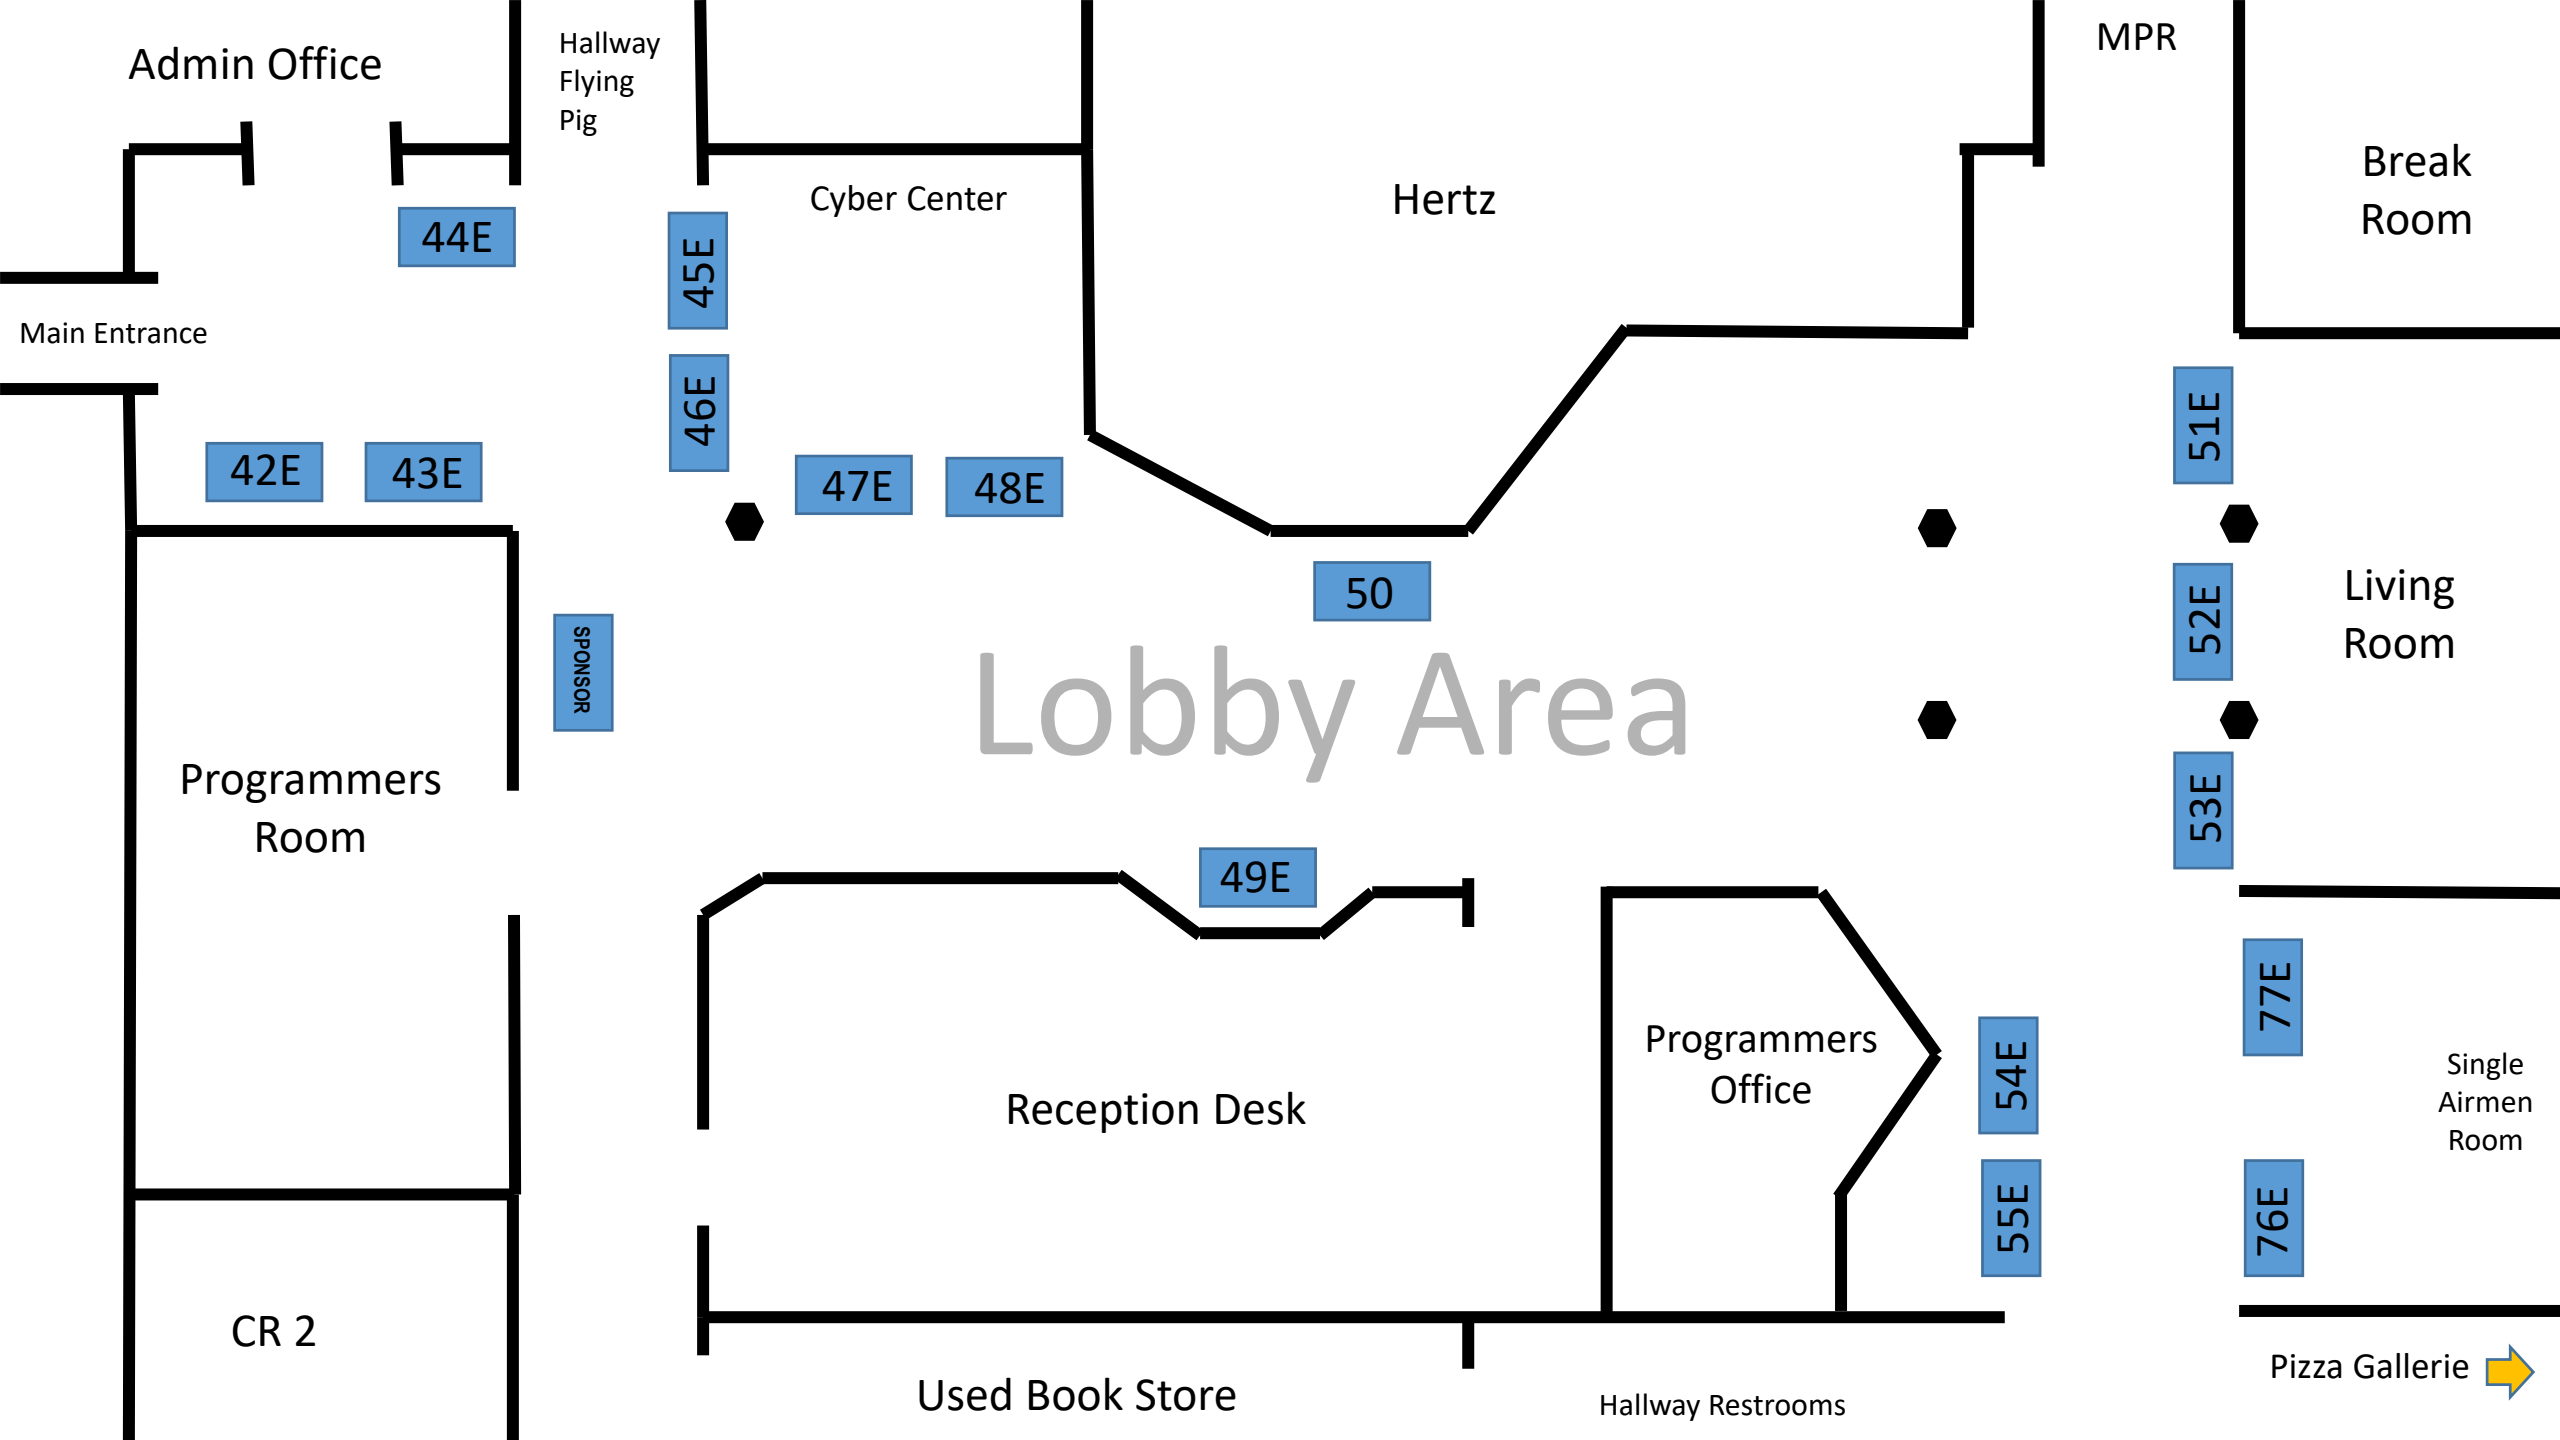 Admin Office
Hallway
Flying
Pig
MPR
Cyber Center
Hertz
Break
Room
44E
45E
Main Entrance
46E
51E
42E
43E
47E
48E
50
52E
Living
Room
SPONSOR
Lobby Area
Programmers
Room
53E
49E
77E
Programmers
Office
54E
Single
Airmen
Room
Reception Desk
55E
76E
CR 2
Used Book Store
Hallway Restrooms
Pizza Gallerie